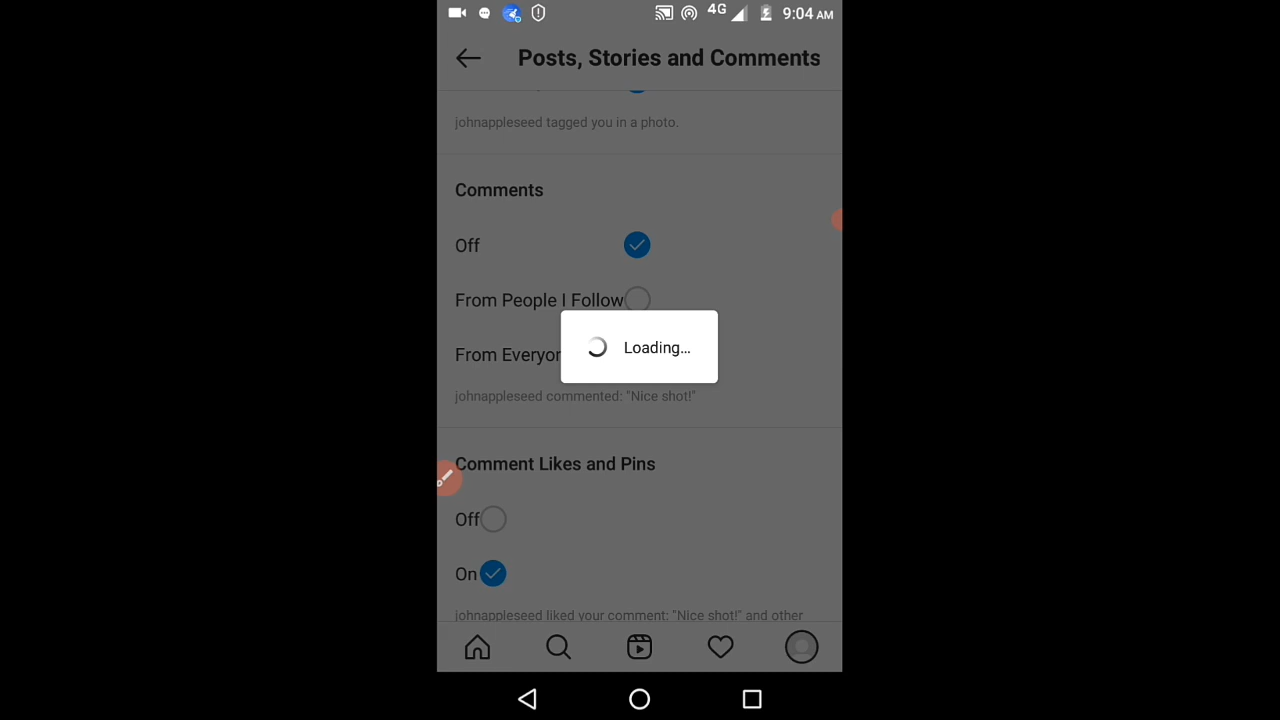 4G 9:04 AM
Posts, Stories and Comments
johnappleseed tagged you in a photo.
Comments
Off
From People I Follow
From Everyon
Loading...
johnappleseed commented: "Nice shot!"
Comment Likes and Pins
Off
On
johnappleseed liked your comment: "Nice shot!" and other